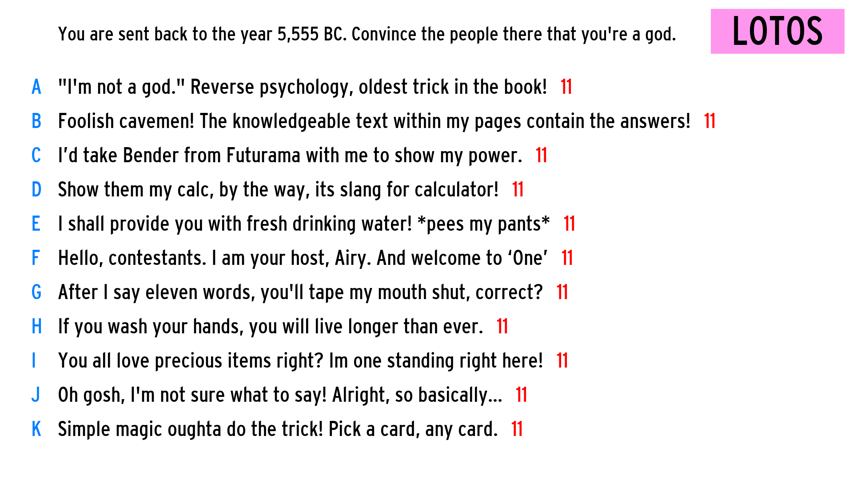 You are sent back to the year 5,555 BC. Convince the people there that you're a god.
LOTOS
A "I'm not a god." Reverse psychology, oldest trick in the book! 11
B Foolish cavemen! The knowledgeable text within my pages contain the answers! 11
C I’d take Bender from Futurama with me to show my power. 11
D Show them my calc, by the way, its slang for calculator! 11
E I shall provide you with fresh drinking water! *pees my pants* 11
F Hello, contestants. I am your host, Airy. And welcome to ‘One’ 11
G After I say eleven words, you'll tape my mouth shut, correct? 11
H If you wash your hands, you will live longer than ever. 11
I You all love precious items right? Im one standing right here! 11
J Oh gosh, I'm not sure what to say! Alright, so basically... 11
K Simple magic oughta do the trick! Pick a card, any card. 11